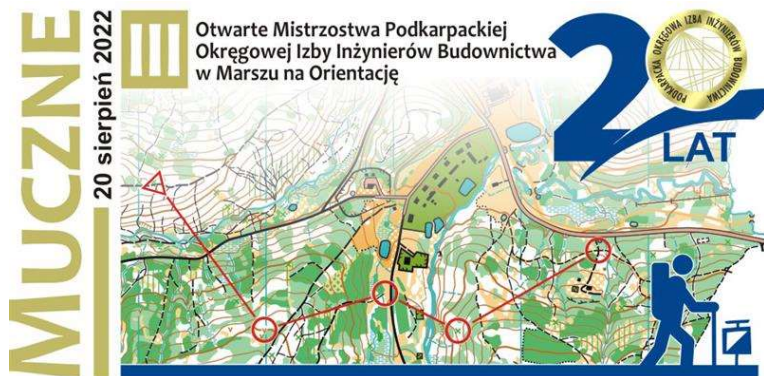 MUCZNE
20 sierpień 2022
III
Otwarte Mistrzostwa Podkarpackiej
Okręgowej Izby Inżynierów Budownictwa
w Marszu na Orientację
20
LAT
PODKARPACKA OKRĘGOWA IZBA INŻYNIERÓW BUDOWNICTWA